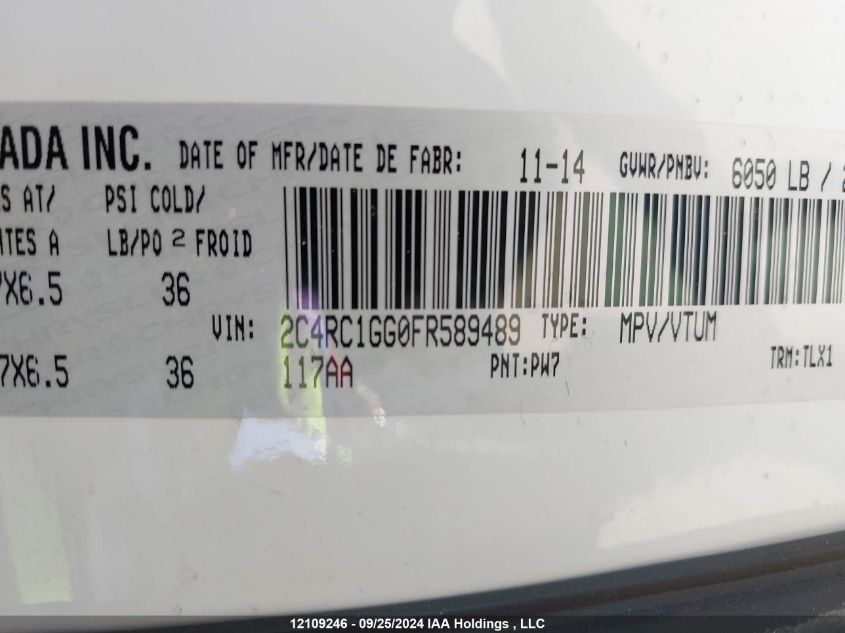 ADA INC. DATE OF MFR/DATE DE FABR: 11-14 GVWR/PNBV: 6050 LB /
S AT/ PSI COLD/
TES A LB/PO 2 FROID
X6.5 36
VIN: 2C4RC1GG0FR589489 TYPE: MPV/VTUM
7X6.5 36 117AA PNT:PW7 TRM:TLX1
12109246 - 09/25/2024 IAA Holdings , LLC